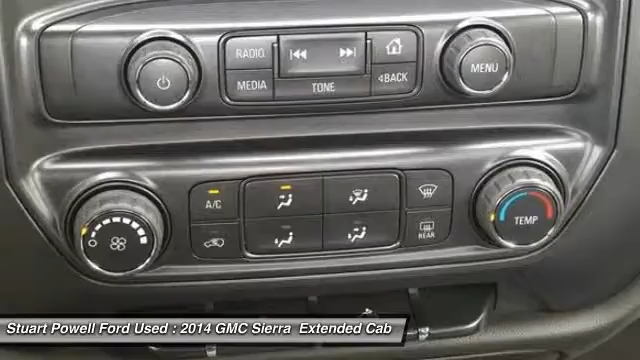 RADIO
MEDIA
TONE
BACK
MENU
A/C
REAR
TEMP
Stuart Powell Ford Used : 2014 GMC Sierra Extended Cab